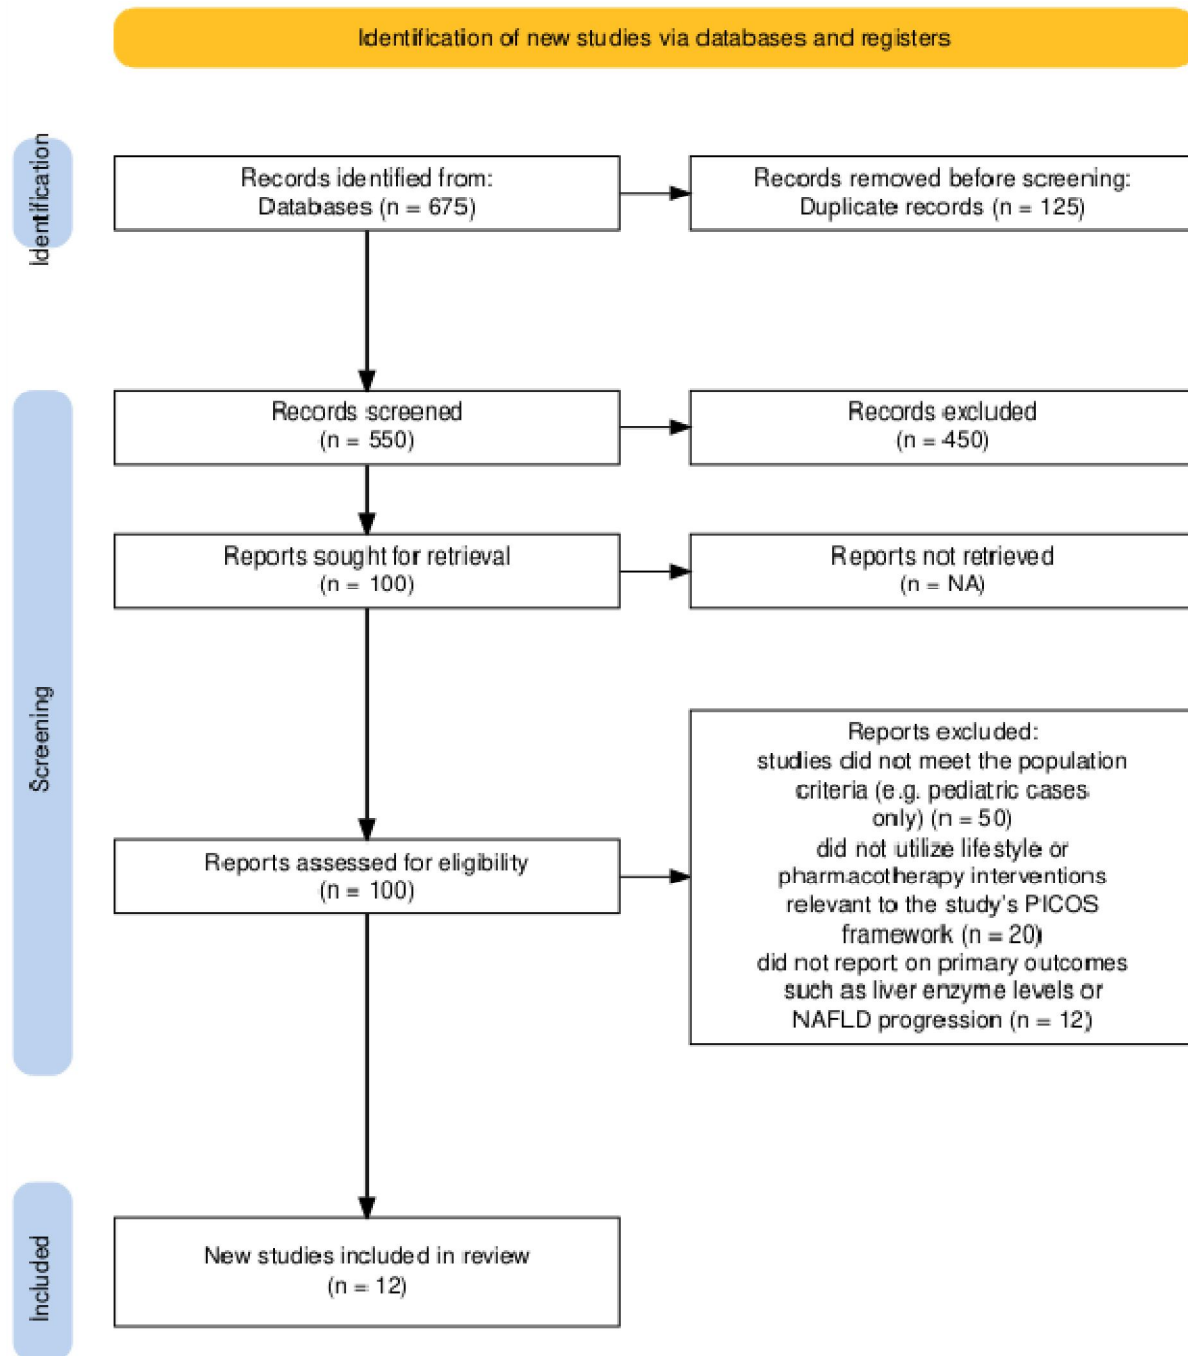 Identification of new studies via databases and registers
Identification
Records identified from:
Databases (n = 675)
Records removed before screening:
Duplicate records (n = 125)
Screening
Records screened
(n = 550)
Records excluded
(n = 450)
Reports sought for retrieval
(n = 100)
Reports not retrieved
(n = NA)
Reports assessed for eligibility
(n = 100)
Reports excluded:
studies did not meet the population
criteria (e.g. pediatric cases
only) (n = 50)
did not utilize lifestyle or
pharmacotherapy interventions
relevant to the study's PICOS
framework (n = 20)
did not report on primary outcomes
such as liver enzyme levels or
NAFLD progression (n = 12)
Included
New studies included in review
(n = 12)